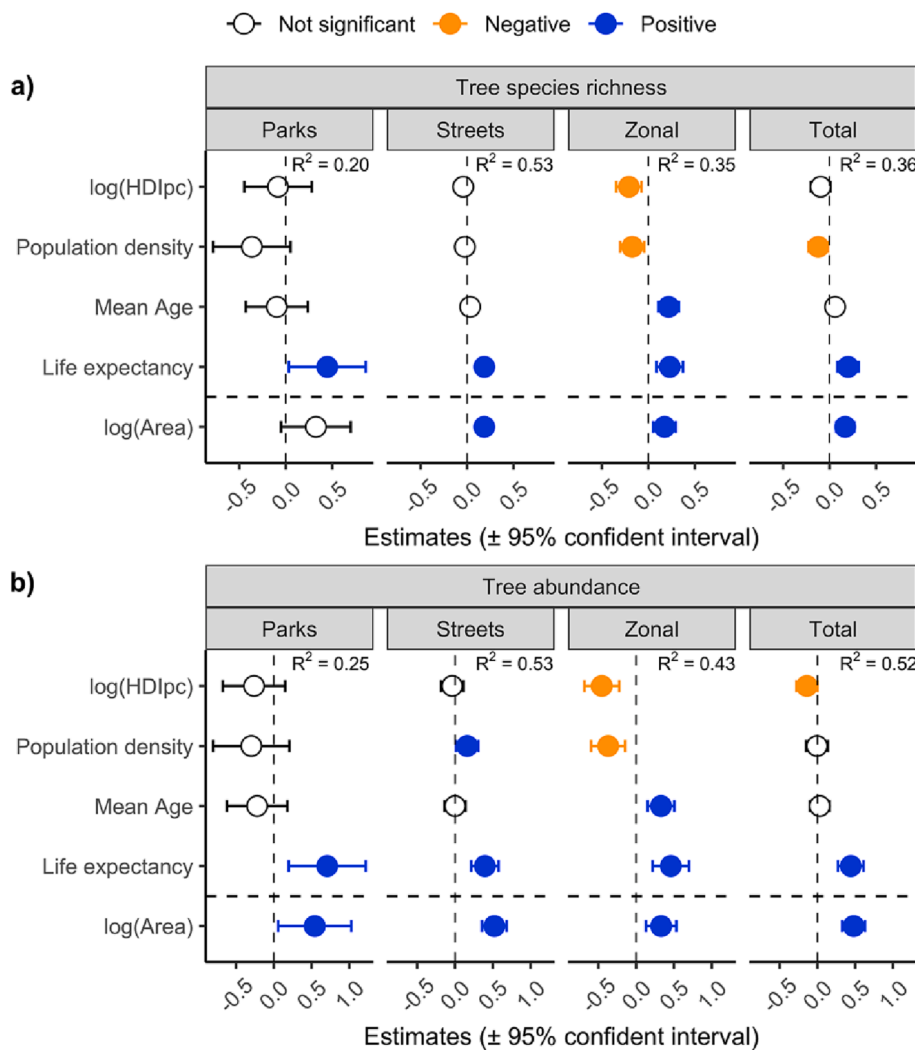 Not significant Negative Positive
a)
Tree species richness
Parks Streets Zonal Total
R² = 0.20 R² = 0.53 R² = 0.35 R² = 0.36
log(HDIpc)
Population density
Mean Age
Life expectancy
log(Area)
-0.5 0.0 0.5 -0.5 0.0 0.5 -0.5 0.0 0.5 -0.5 0.0 0.5
Estimates (± 95% confident interval)
b)
Tree abundance
Parks Streets Zonal Total
R² = 0.25 R² = 0.53 R² = 0.43 R² = 0.52
log(HDIpc)
Population density
Mean Age
Life expectancy
log(Area)
-0.5 0.0 0.5 1.0 -0.5 0.0 0.5 1.0 -0.5 0.0 0.5 1.0 -0.5 0.0 0.5 1.0
Estimates (± 95% confident interval)